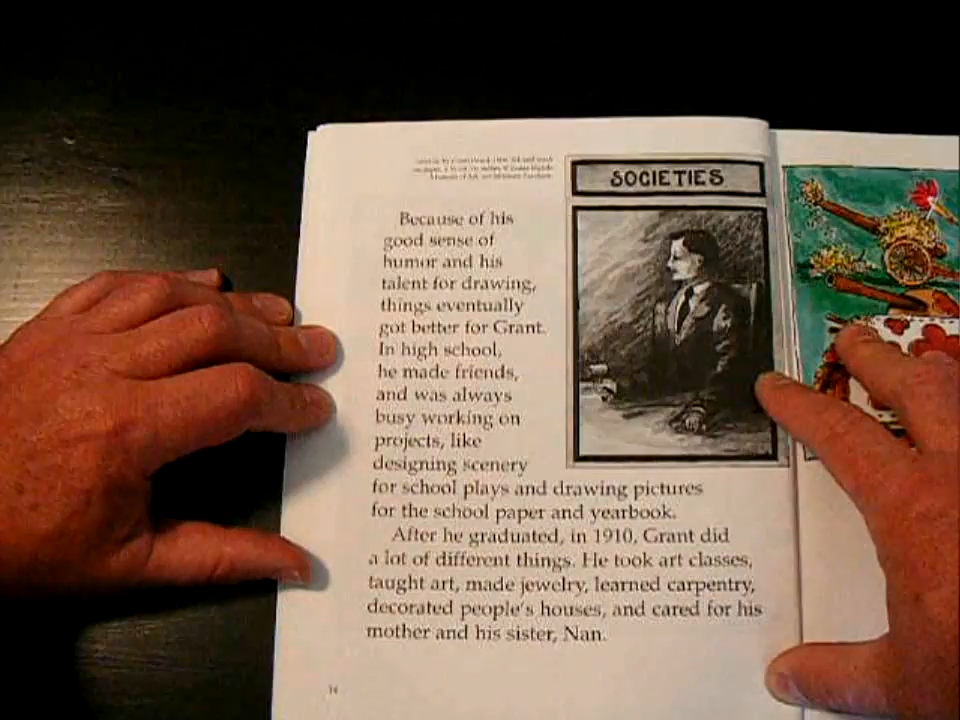 SOCIETIES
Because of his
good sense of
humor and his
talent for drawing,
things eventually
got better for Grant.
In high school,
he made friends,
and was always
busy working on
projects, like
designing scenery
for school plays and drawing pictures
for the school paper and yearbook.
After he graduated, in 1910, Grant did
a lot of different things. He took art classes,
taught art, made jewelry, learned carpentry,
decorated people's houses, and cared for his
mother and his sister, Nan.
14